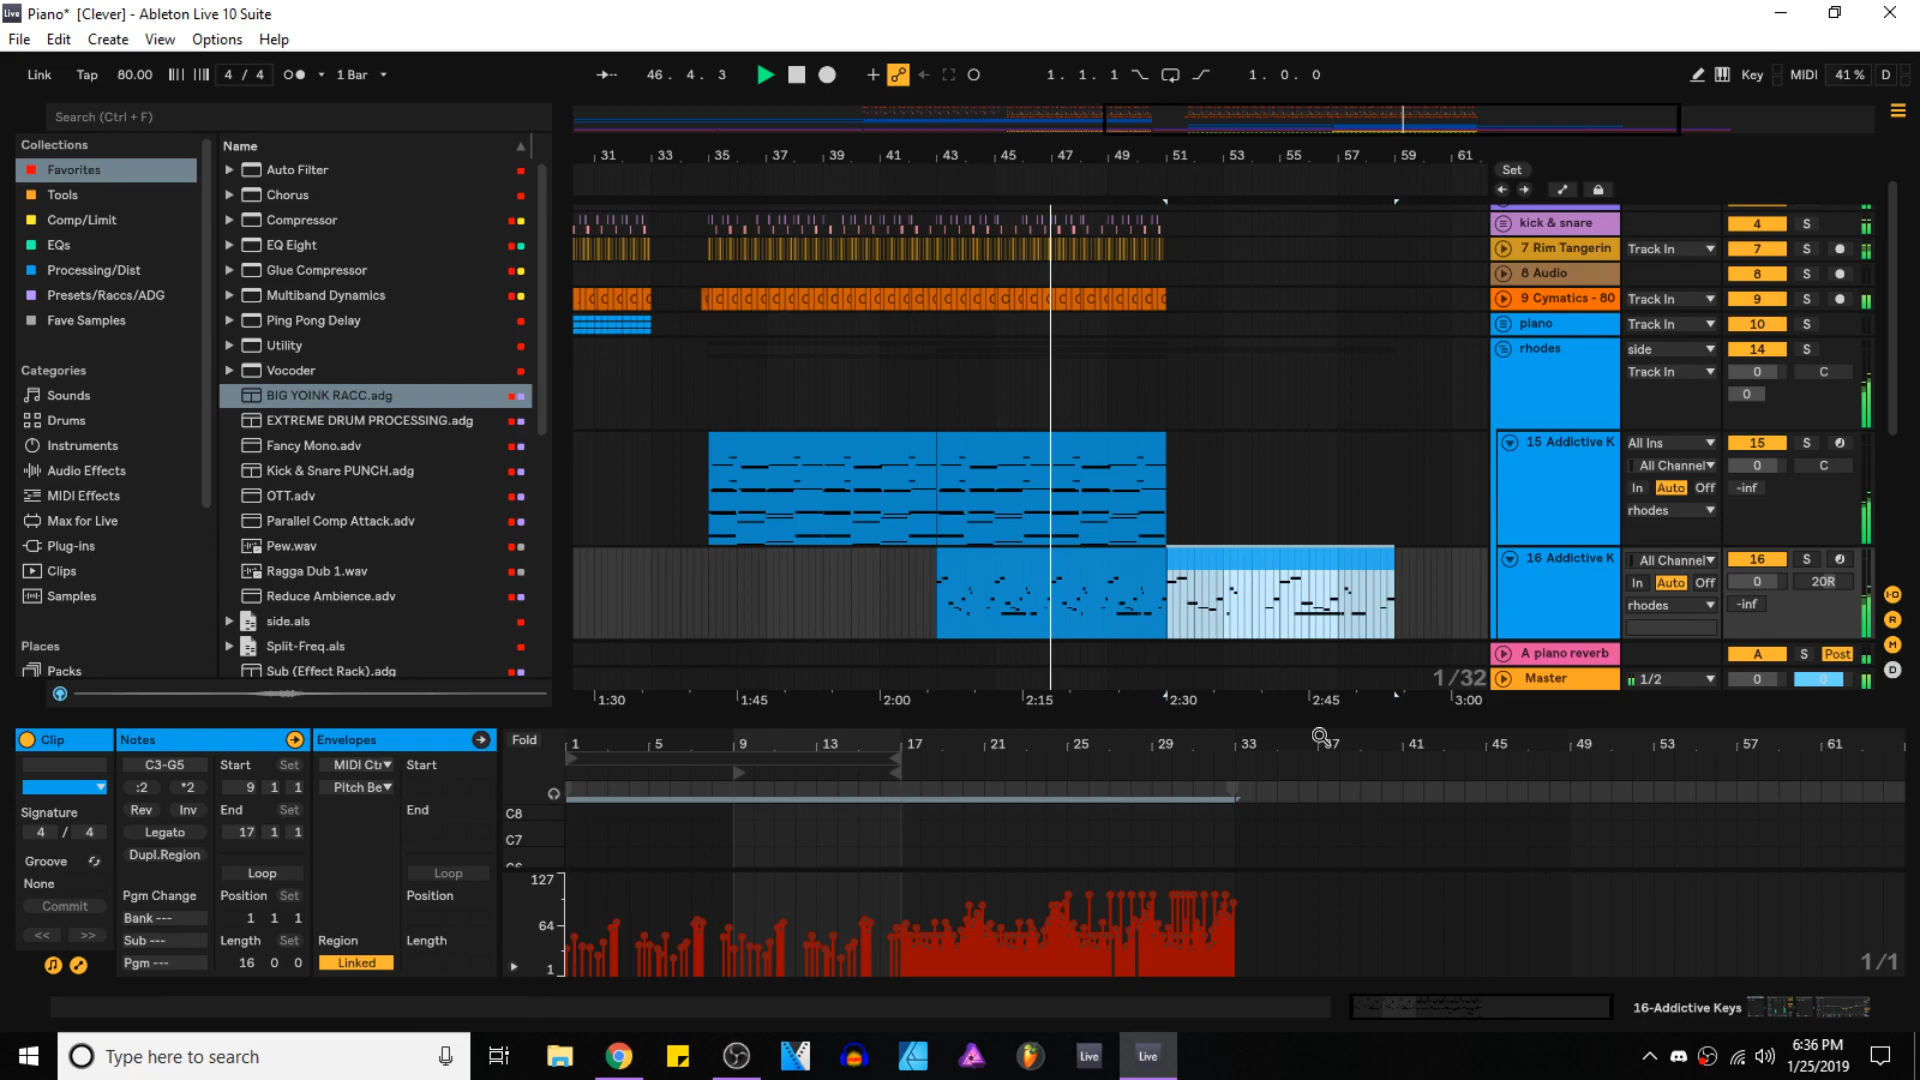 Live Piano* [Clever] - Ableton Live 10 Suite
File Edit Create View Options Help
Link Tap 80.00 4 / 4 1 Bar 46. 4. 3 1. 1. 1 1. 0. 0 Key MIDI 41 % D
Search (Ctrl + F)
Collections
Favorites
Tools
Comp/Limit
EQs
Processing/Dist
Presets/Raccs/ADG
Fave Samples
Categories
Sounds
Drums
Instruments
Audio Effects
MIDI Effects
Max for Live
Plug-ins
Clips
Samples
Places
Packs
Name
Auto Filter
Chorus
Compressor
EQ Eight
Glue Compressor
Multiband Dynamics
Ping Pong Delay
Utility
Vocoder
BIG YOINK RACC.adg
EXTREME DRUM PROCESSING.adg
Fancy Mono.adv
Kick & Snare PUNCH.adg
OTT.adv
Parallel Comp Attack.adv
Pew.wav
Ragga Dub 1.wav
Reduce Ambience.adv
side.als
Split-Freq.als
Sub (Effect Rack).adg
31 33 35 37 39 41 43 45 47 49 51 53 55 57 59 61
Set
kick & snare 4 S
7 Rim Tangerin Track In 7 S
8 Audio 8 S
9 Cymatics - 80 Track In 9 S
piano Track In 10 S
rhodes side 14 S
Track In 0 C
0
15 Addictive K All Ins 15 S
All Channel 0 C
In Auto Off -inf
rhodes
16 Addictive K All Channel 16 S
In Auto Off 0 20R
rhodes -inf
A piano reverb A S Post
1/32 Master 1/2 0 0
1:30 1:45 2:00 2:15 2:30 2:45 3:00
Clip
Signature
4 / 4
Groove
None
Commit
<< >>
Notes
C3-G5
:2 *2
Rev Inv
Legato
Dupl.Region
Pgm Change
Bank ---
Sub ---
Pgm ---
Start Set
9 1 1
End Set
17 1 1
Loop
Position Set
1 1 1
Length Set
16 0 0
Envelopes
MIDI Ctr
Pitch Be
Region
Linked
Start
End
Loop
Position
Length
Fold 1 5 9 13 17 21 25 29 33 37 41 45 49 53 57 61
C8
C7
C6
127
64
1
1/1
16-Addictive Keys
Type here to search
Live Live
6:36 PM
1/25/2019